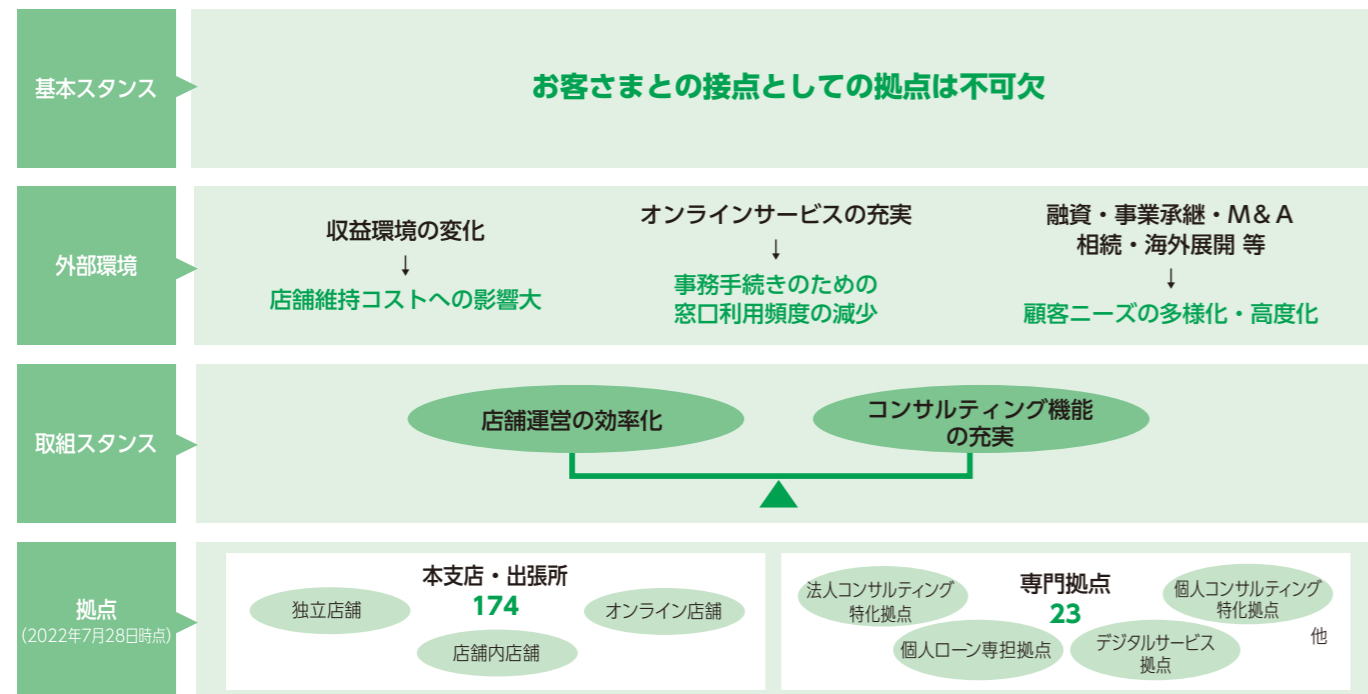 基本スタンス
お客さまとの接点としての拠点は不可欠
外部環境
収益環境の変化
↓
店舗維持コストへの影響大
オンラインサービスの充実
↓
事務手続きのための
窓口利用頻度の減少
融資・事業承継・M&A
相続・海外展開 等
↓
顧客ニーズの多様化・高度化
取組スタンス
店舗運営の効率化
コンサルティング機能
の充実
拠点
(2022年7月28日時点)
本支店・出張所
174
独立店舗
オンライン店舗
店舗内店舗
専門拠点
23
法人コンサルティング
特化拠点
個人コンサルティング
特化拠点
個人ローン専担拠点
デジタルサービス
拠点
他